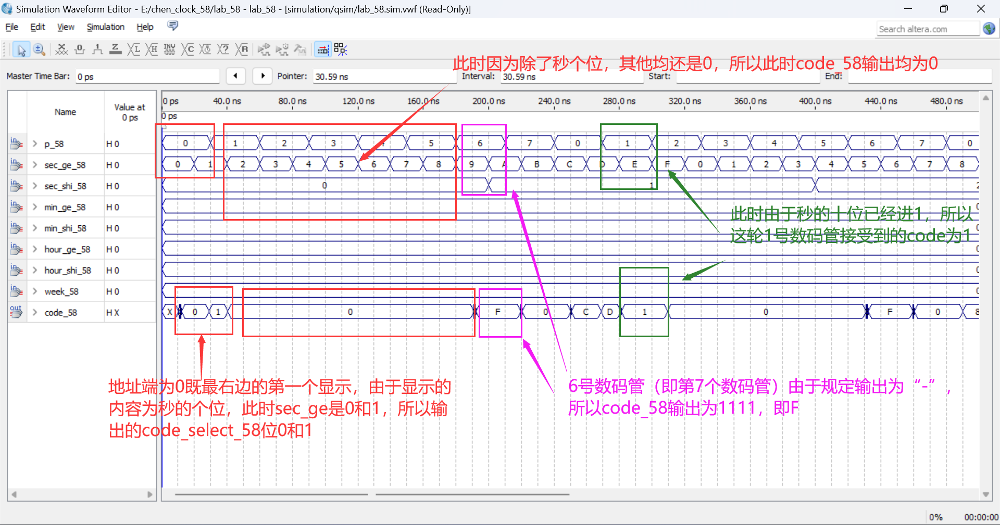 Simulation Waveform Editor - E:/chen_clock_58/lab_58 - lab_58 - [simulation/qsim/lab_58.sim.vwf (Read-Only)]
File Edit View Simulation Help
Search altera.com
此时因为除了秒个位，其他均还是0，所以此时code_58输出均为0
Master Time Bar: 0 ps Pointer: 30.59 ns Interval: 30.59 ns Start: End:
Name Value at 0 ps
0 ps 40.0 ns 80.0 ns 120.0 ns 160.0 ns 200.0 ns 240.0 ns 280.0 ns 320.0 ns 360.0 ns 400.0 ns 440.0 ns 480.0 ns
0 ps
p_58 H 0 0 1 2 3 4 5 6 7 0 1 2 3 4 5 6 7 0
sec_ge_58 H 0 0 1 2 3 4 5 6 7 8 9 A B C D E F 0 1 2 3 4 5 6 7 8
sec_shi_58 H 0 0 1 2
min_ge_58 H 0 0
min_shi_58 H 0 0
hour_ge_58 H 0 0
hour_shi_58 H 0 0
week_58 H 0 0
code_58 H X X 0 1 0 F 0 C D 1 0 F 0 8
此时由于秒的十位已经进1，所以
这轮1号数码管接受到的code为1
地址端为0既最右边的第一个显示，由于显示的
内容为秒的个位，此时sec_ge是0和1，所以输
出的code_select_58位0和1
6号数码管（即第7个数码管）由于规定输出为“-”，
所以code_58输出为1111，即F
0% 00:00:00